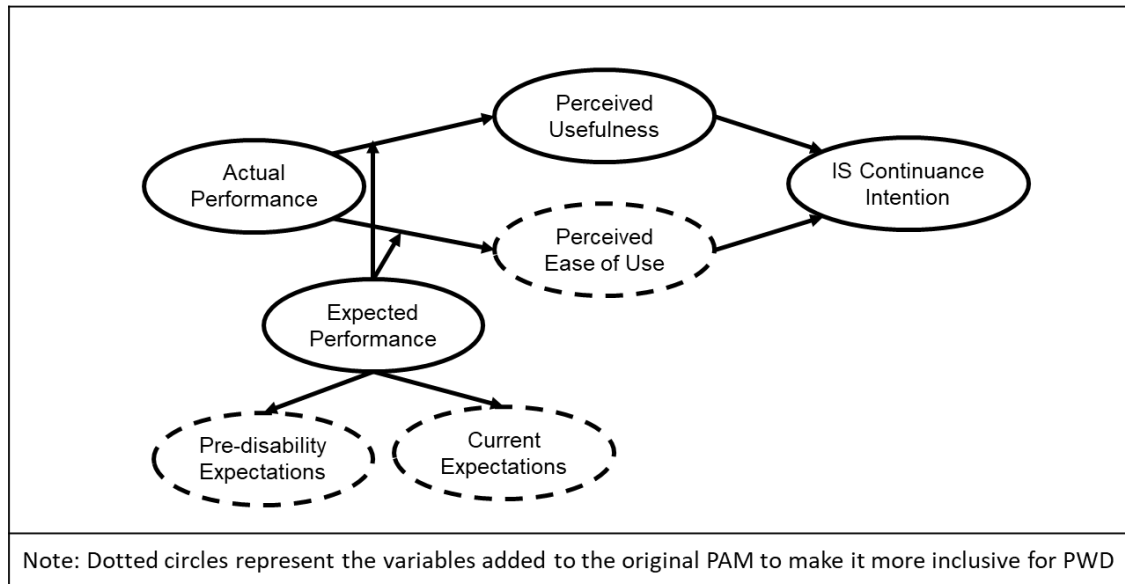 Perceived
Usefulness
Actual
Performance
IS Continuance
Intention
Perceived
Ease of Use
Expected
Performance
Pre-disability
Expectations
Current
Expectations
Note: Dotted circles represent the variables added to the original PAM to make it more inclusive for PWD